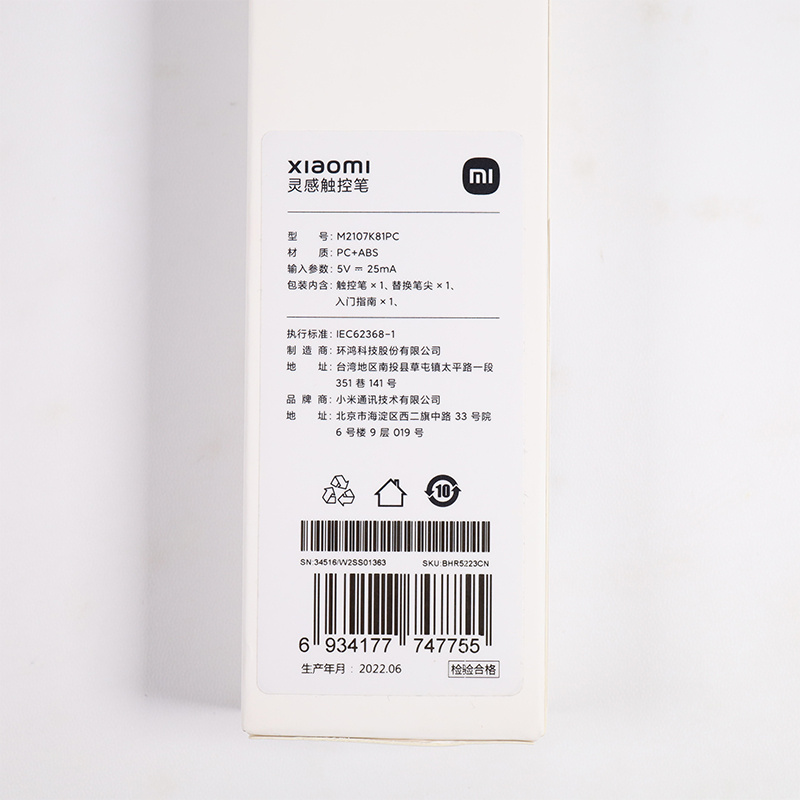 xiaomi
灵感触控笔
mi
型 号: M2107K81PC
材 质: PC+ABS
输入参数: 5V ⎓ 25mA
包装内含: 触控笔×1、替换笔尖×1、
入门指南×1、
执行标准: IEC62368-1
制 造 商: 环鸿科技股份有限公司
地 址: 台湾地区南投县草屯镇太平路一段
351 巷 141 号
品 牌 商: 小米通讯技术有限公司
地 址: 北京市海淀区西二旗中路 33 号院
6 号楼 9 层 019 号
10
SN:34516/W2SS01363 SKU:BHR5223CN
6 934177 747755
生产年月: 2022.06 检验合格